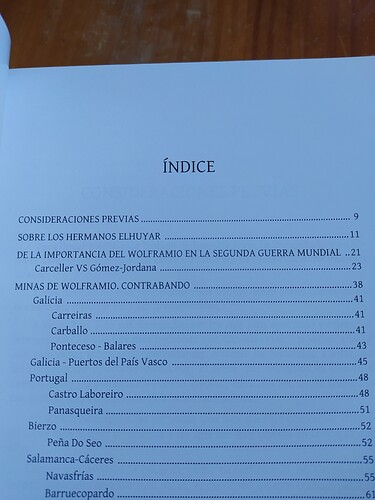 ÍNDICE
CONSIDERACIONES PREVIAS 9
SOBRE LOS HERMANOS ELHUYAR 11
DE LA IMPORTANCIA DEL WOLFRAMIO EN LA SEGUNDA GUERRA MUNDIAL ..21
Carceller VS Gómez-Jordana 23
MINAS DE WOLFRAMIO. CONTRABANDO 38
Galicia 41
Carreiras 41
Carballo 41
Ponteceso - Balares 43
Galicia - Puertos del País Vasco 45
Portugal 48
Castro Laboreiro 48
Panasqueira 51
Bierzo 52
Peña Do Seo 52
Salamanca-Cáceres 55
Navasfrías 55
Barruecopardo 61